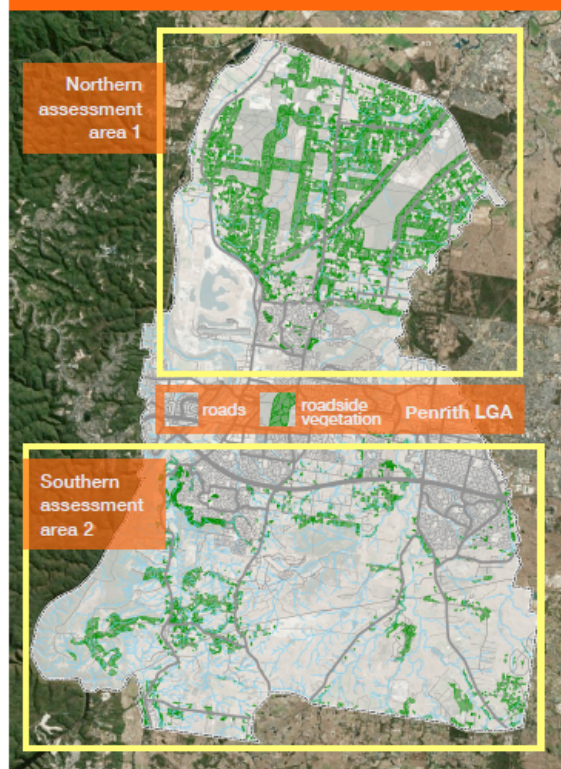 Northern
assessment
area 1
roads
roadside
vegetation
Penrith LGA
Southern
assessment
area 2